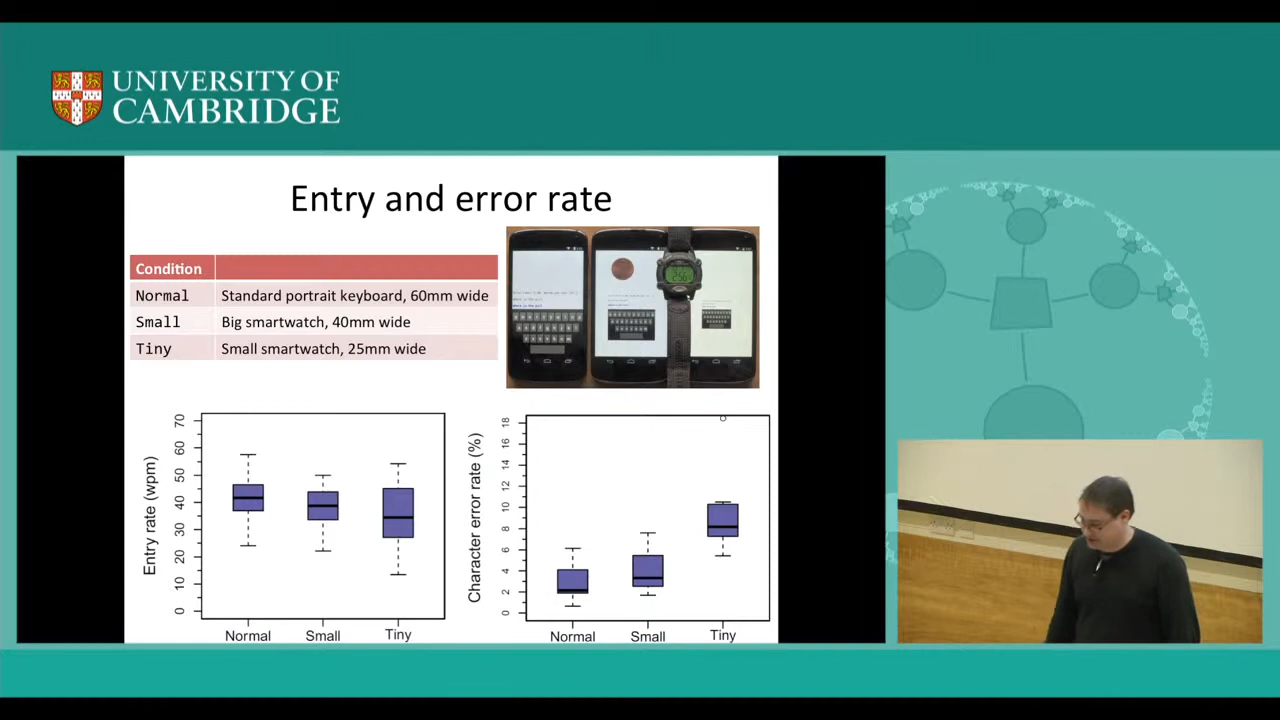 UNIVERSITY OF
CAMBRIDGE
Entry and error rate
Condition
Normal Standard portrait keyboard, 60mm wide
Small Big smartwatch, 40mm wide
Tiny Small smartwatch, 25mm wide
Entry rate (wpm)
70
60
50
40
30
20
10
0
Normal Small Tiny
Character error rate (%)
18
16
14
12
10
8
6
4
2
0
Normal Small Tiny